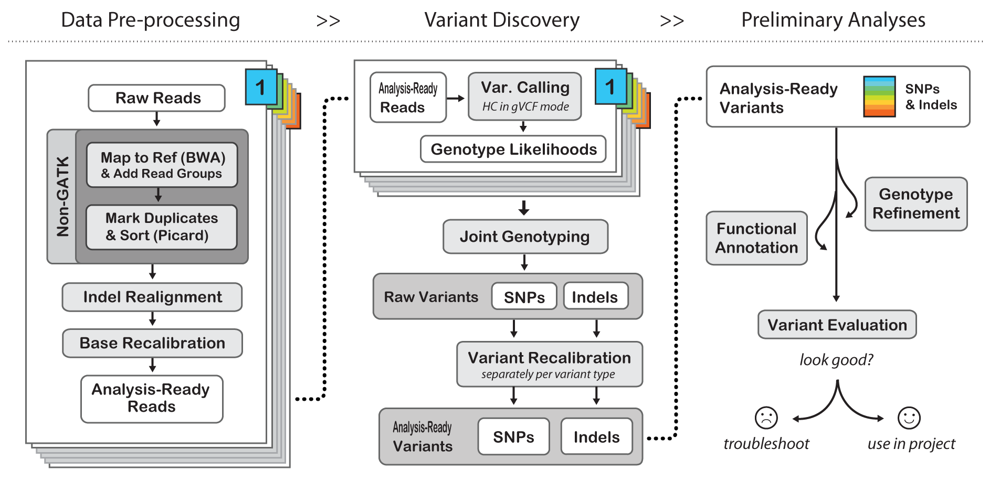 Data Pre-processing >> Variant Discovery >> Preliminary Analyses
1
Raw Reads
Non-GATK
Map to Ref (BWA)
& Add Read Groups
Mark Duplicates
& Sort (Picard)
Indel Realignment
Base Recalibration
Analysis-Ready
Reads
1
Analysis-Ready
Reads
Var. Calling
HC in gVCF mode
Genotype Likelihoods
Joint Genotyping
Raw Variants
SNPs
Indels
Variant Recalibration
separately per variant type
Analysis-Ready
Variants
SNPs
Indels
Analysis-Ready
Variants
SNPs
& Indels
Genotype
Refinement
Functional
Annotation
Variant Evaluation
look good?
troubleshoot
use in project